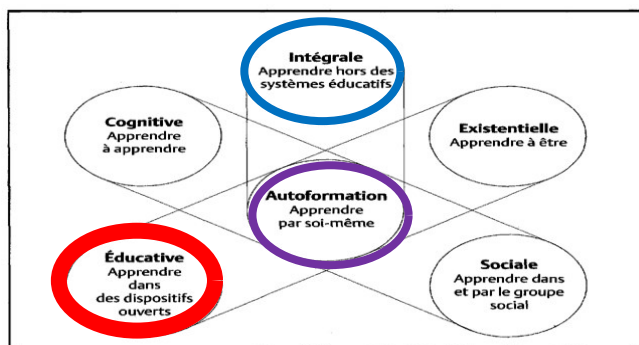 Intégrale
Apprendre hors des
systèmes éducatifs
Cognitive
Apprendre
à apprendre
Existentielle
Apprendre à être
Autoformation
Apprendre
par soi-même
Éducative
Apprendre
dans
des dispositifs
ouverts
Sociale
Apprendre dans
et par le groupe
social